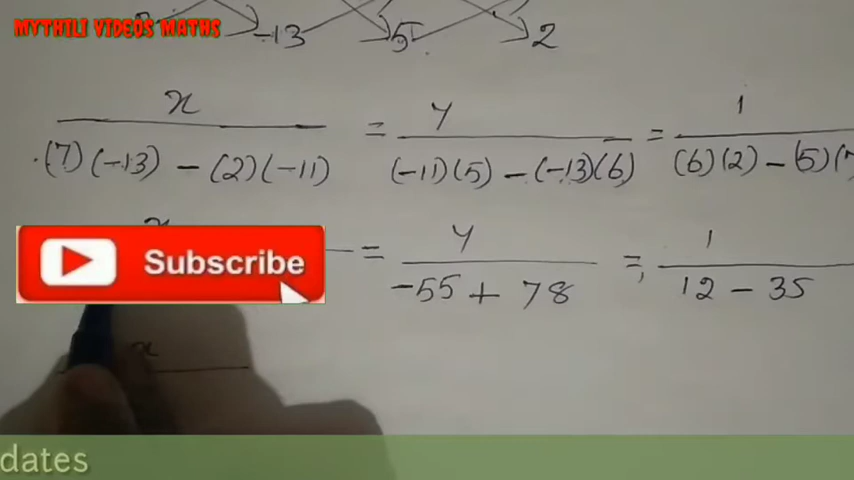 MYTHILI VIDEOS MATHS
-13 5 2
x / (7)(-13) - (2)(-11) = y / (-11)(5) - (-13)(6) = 1 / (6)(2) - (5)(
x
Subscribe
= y / -55 + 78 = 1 / 12 - 35
x
dates